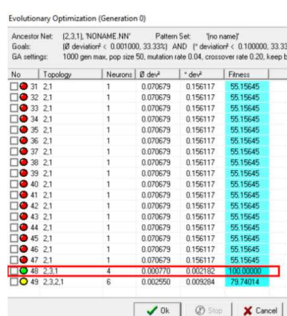 Evolutionary Optimization (Generation 0)
Ancestor Net: {2,3,1}, 'NONAME.NN' Pattern Set: '[no name]'
Goals: (Ø deviation² < 0.001000, 33.33%) AND (* deviation² < 0.100000, 33.33
GA settings: 1000 gen max, pop size 50, mutation rate 0.04, crossover rate 0.20, keep b
No Topology Neurons Ø dev² * dev² Fitness
31 2,1 1 0.070679 0.156117 55.15645
32 2,1 1 0.070679 0.156117 55.15645
33 2,1 1 0.070679 0.156117 55.15645
34 2,1 1 0.070679 0.156117 55.15645
35 2,1 1 0.070679 0.156117 55.15645
36 2,1 1 0.070679 0.156117 55.15645
37 2,1 1 0.070679 0.156117 55.15645
38 2,1 1 0.070679 0.156117 55.15645
39 2,1 1 0.070679 0.156117 55.15645
40 2,1 1 0.070679 0.156117 55.15645
41 2,1 1 0.070679 0.156117 55.15645
42 2,1 1 0.070679 0.156117 55.15645
43 2,1 1 0.070679 0.156117 55.15645
44 2,1 1 0.070679 0.156117 55.15645
45 2,1 1 0.070679 0.156117 55.15645
46 2,1 1 0.070679 0.156117 55.15645
47 2,1 1 0.070679 0.156117 55.15645
48 2,3,1 4 0.000770 0.002182 100.00000
49 2,3,2,1 6 0.002550 0.009284 79.74014
Ok Stop Cancel